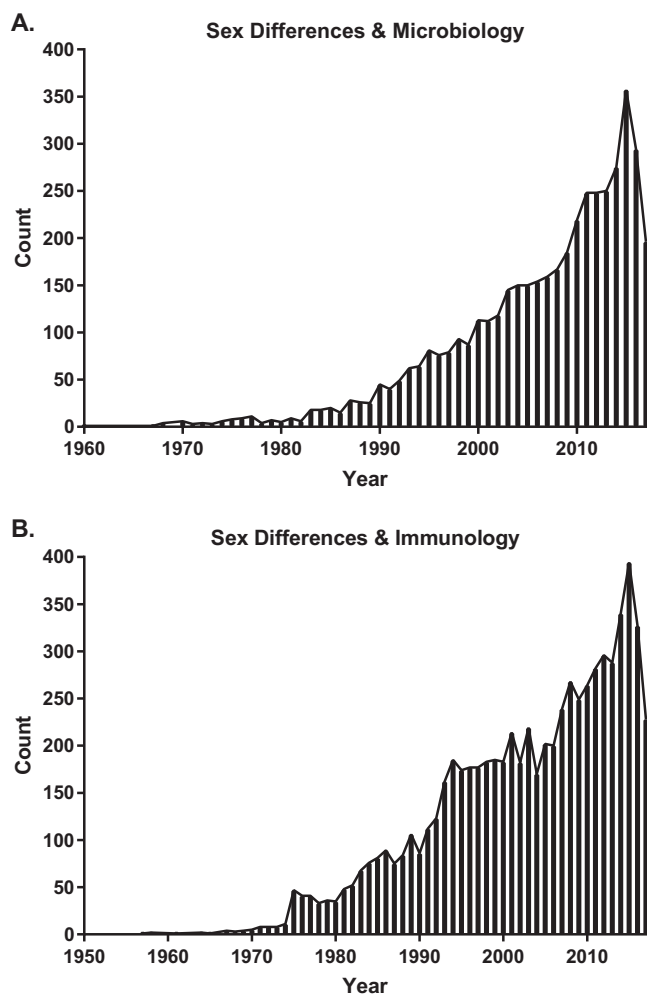 A.
Sex Differences & Microbiology
400
350
300
250
200
150
100
50
0
Count
1960 1970 1980 1990 2000 2010
Year
B.
Sex Differences & Immunology
400
350
300
250
200
150
100
50
0
Count
1950 1960 1970 1980 1990 2000 2010
Year